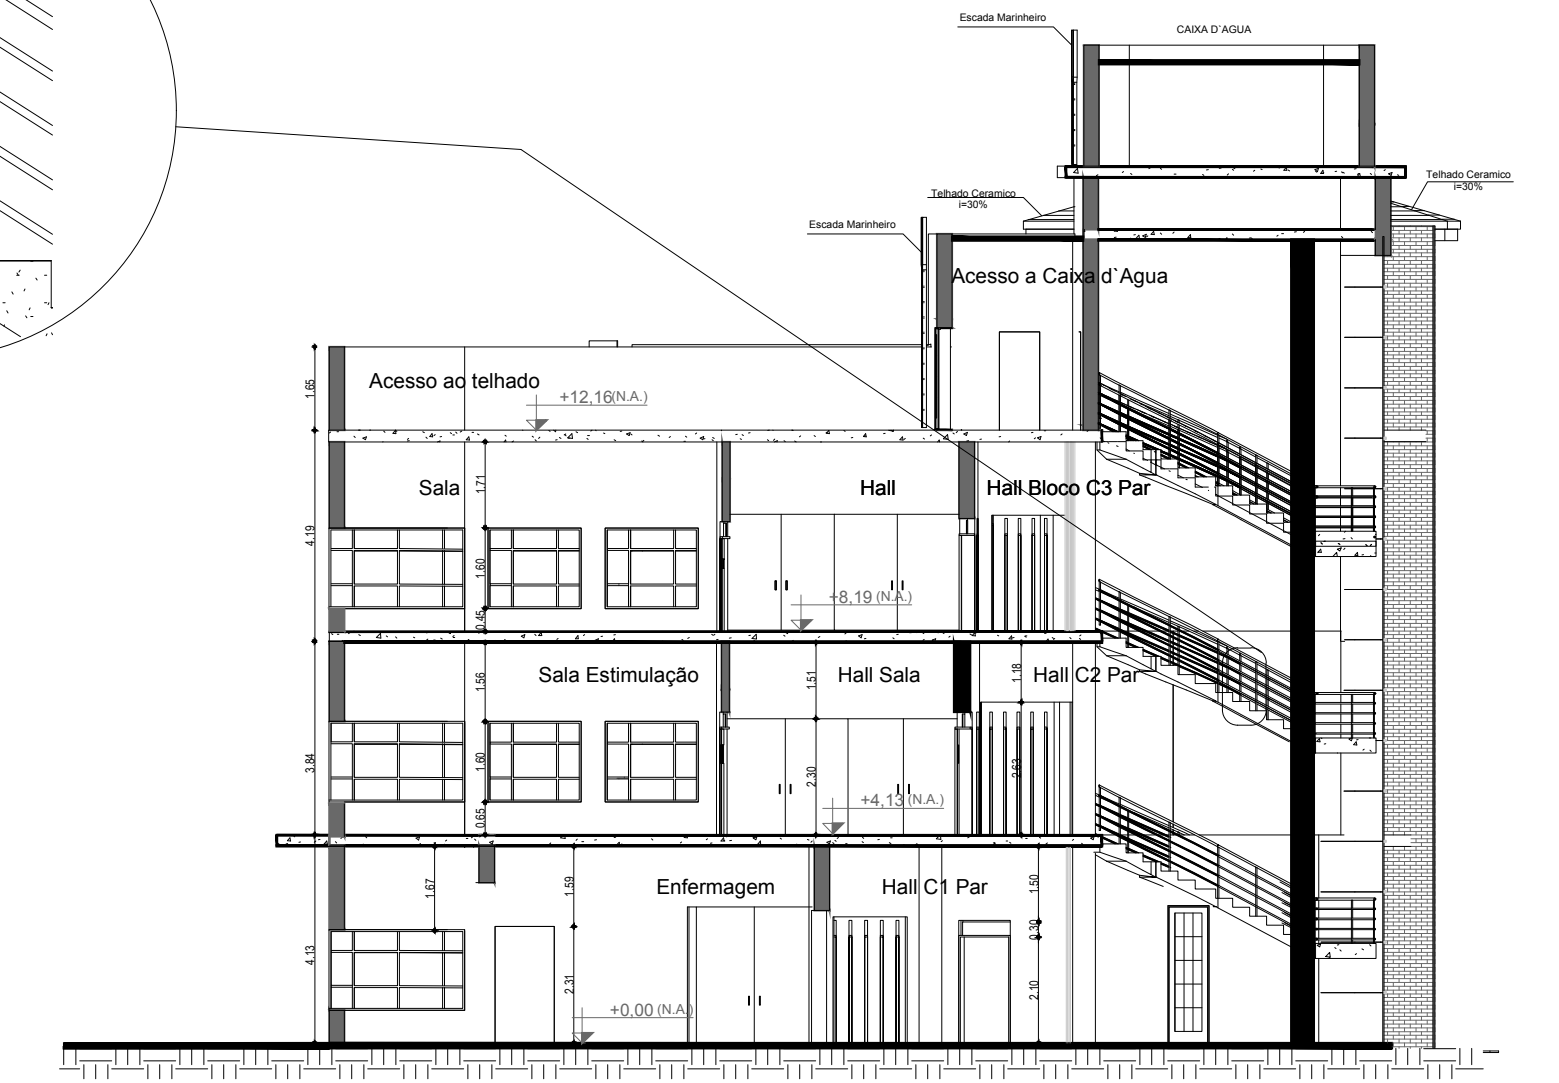 Escada Marinheiro
CAIXA D`AGUA
Telhado Ceramico
i=30%
Telhado Ceramico
i=30%
Escada Marinheiro
Acesso a Caixa d`Agua
Acesso ao telhado
1.65
+12,16(N.A.)
Sala
1.71
Hall
Hall Bloco C3 Par
4.19
1.60
+8,19 (N.A.)
0.45
Sala Estimulação
1.56
1.51
Hall Sala
1.18
Hall C2 Par
3.84
1.60
2.30
2.63
0.65
+4,13 (N.A.)
1.67
1.59
Enfermagem
Hall C1 Par
1.50
0.30
4.13
2.31
2.10
+0,00 (N.A.)